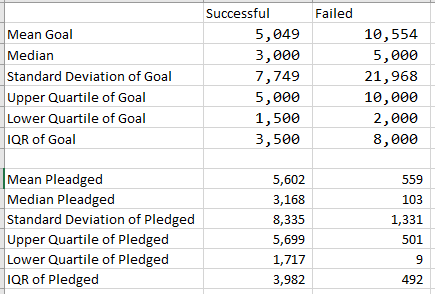 Successful Failed
Mean Goal 5,049 10,554
Median 3,000 5,000
Standard Deviation of Goal 7,749 21,968
Upper Quartile of Goal 5,000 10,000
Lower Quartile of Goal 1,500 2,000
IQR of Goal 3,500 8,000
Mean Pleadged 5,602 559
Median Pleadged 3,168 103
Standard Deviation of Pledged 8,335 1,331
Upper Quartile of Pledged 5,699 501
Lower Quartile of Pledged 1,717 9
IQR of Pledged 3,982 492